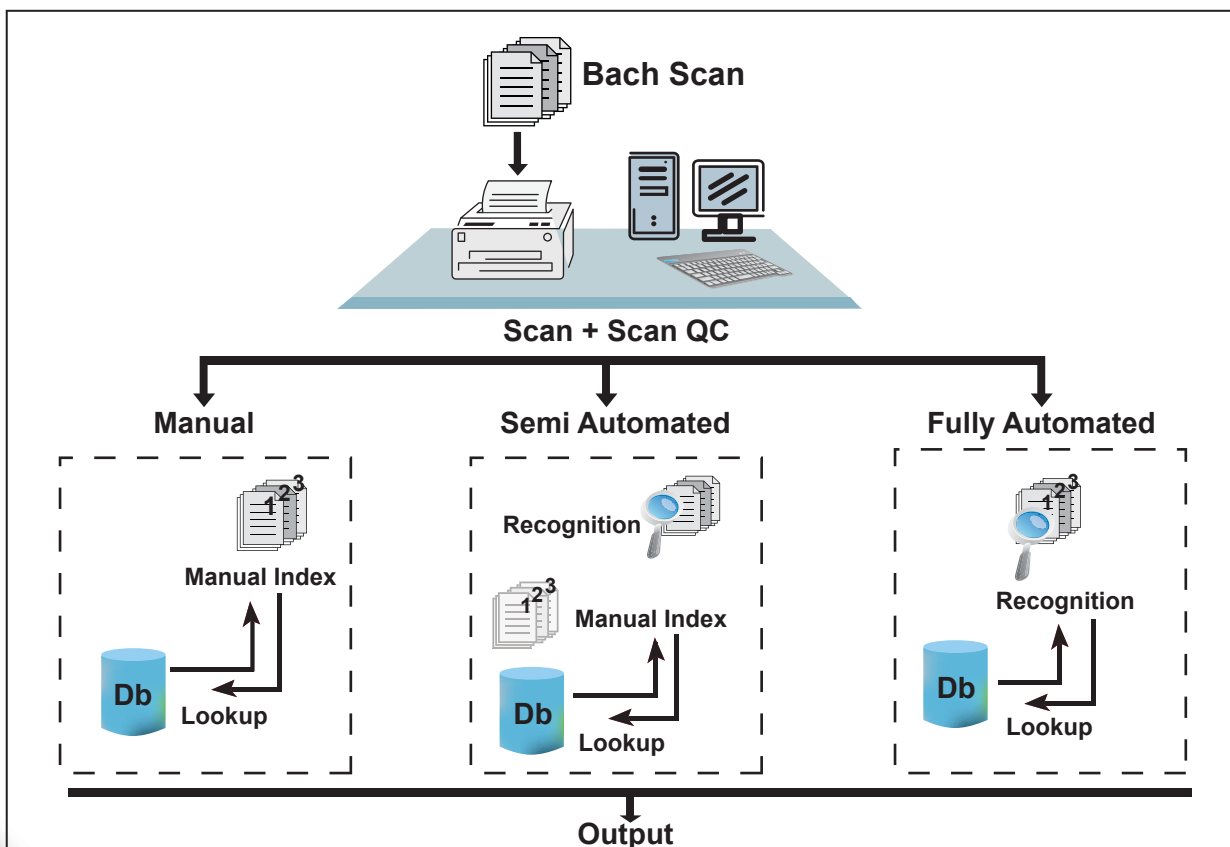 Bach Scan
Scan + Scan QC
Manual
Semi Automated
Fully Automated
1 2 3
Manual Index
Db
Lookup
Recognition
1 2 3
Manual Index
Db
Lookup
1 2 3
Recognition
Db
Lookup
Output